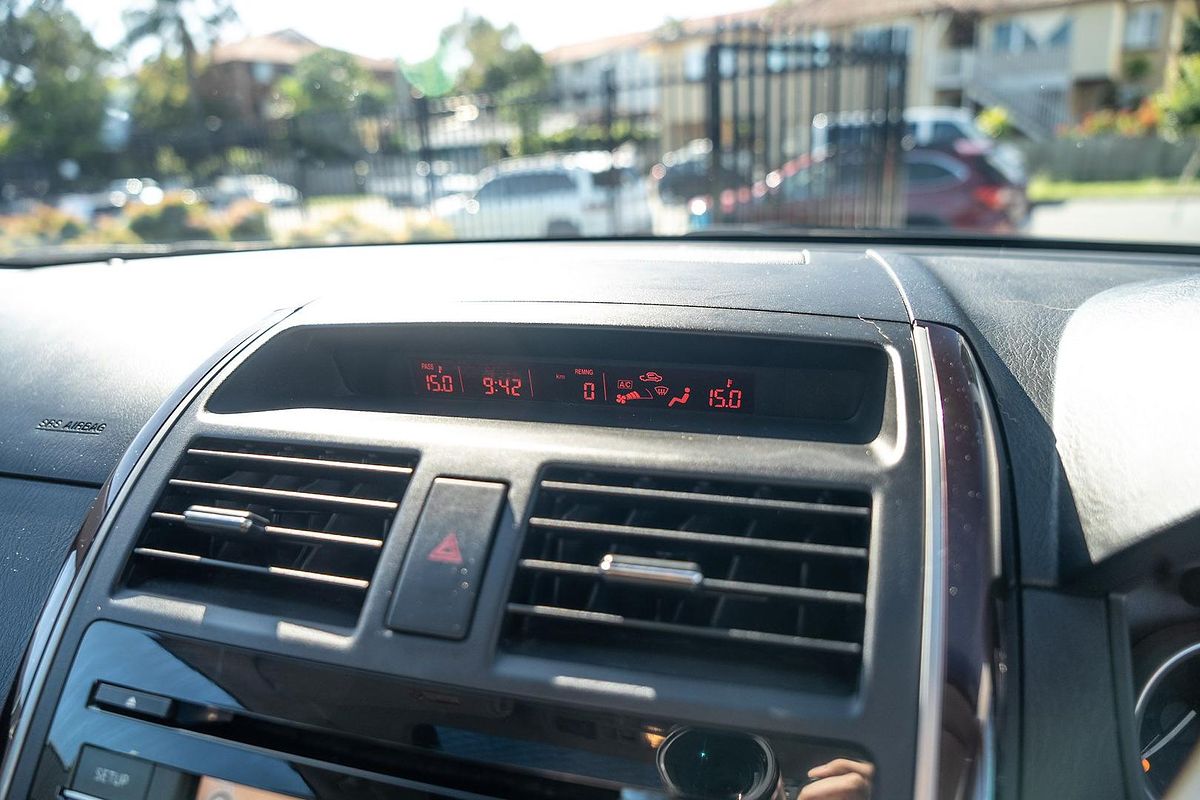 PASS
15.0
9:42
km
REMNG
0
A/C
15.0
SRS AIRBAG
SETUP